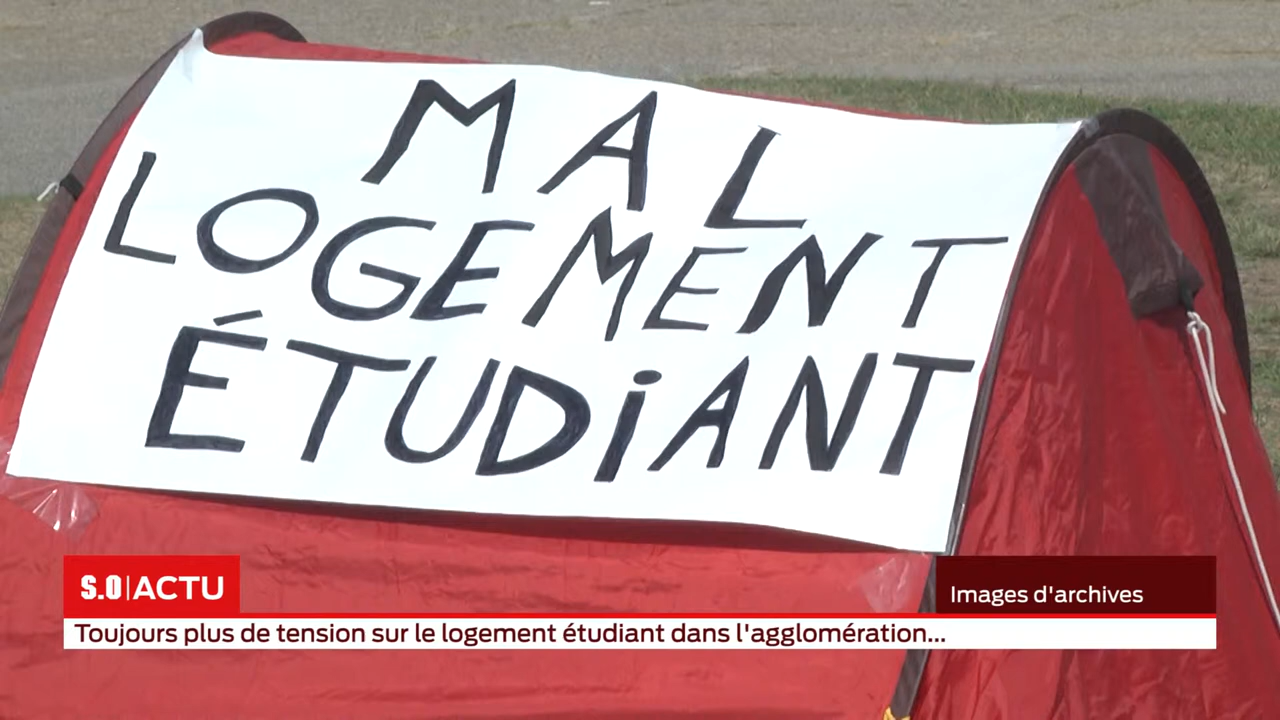 MAL
LOGEMENT
ÉTUDiANT
S.O|ACTU
Images d'archives
Toujours plus de tension sur le logement étudiant dans l'agglomération...